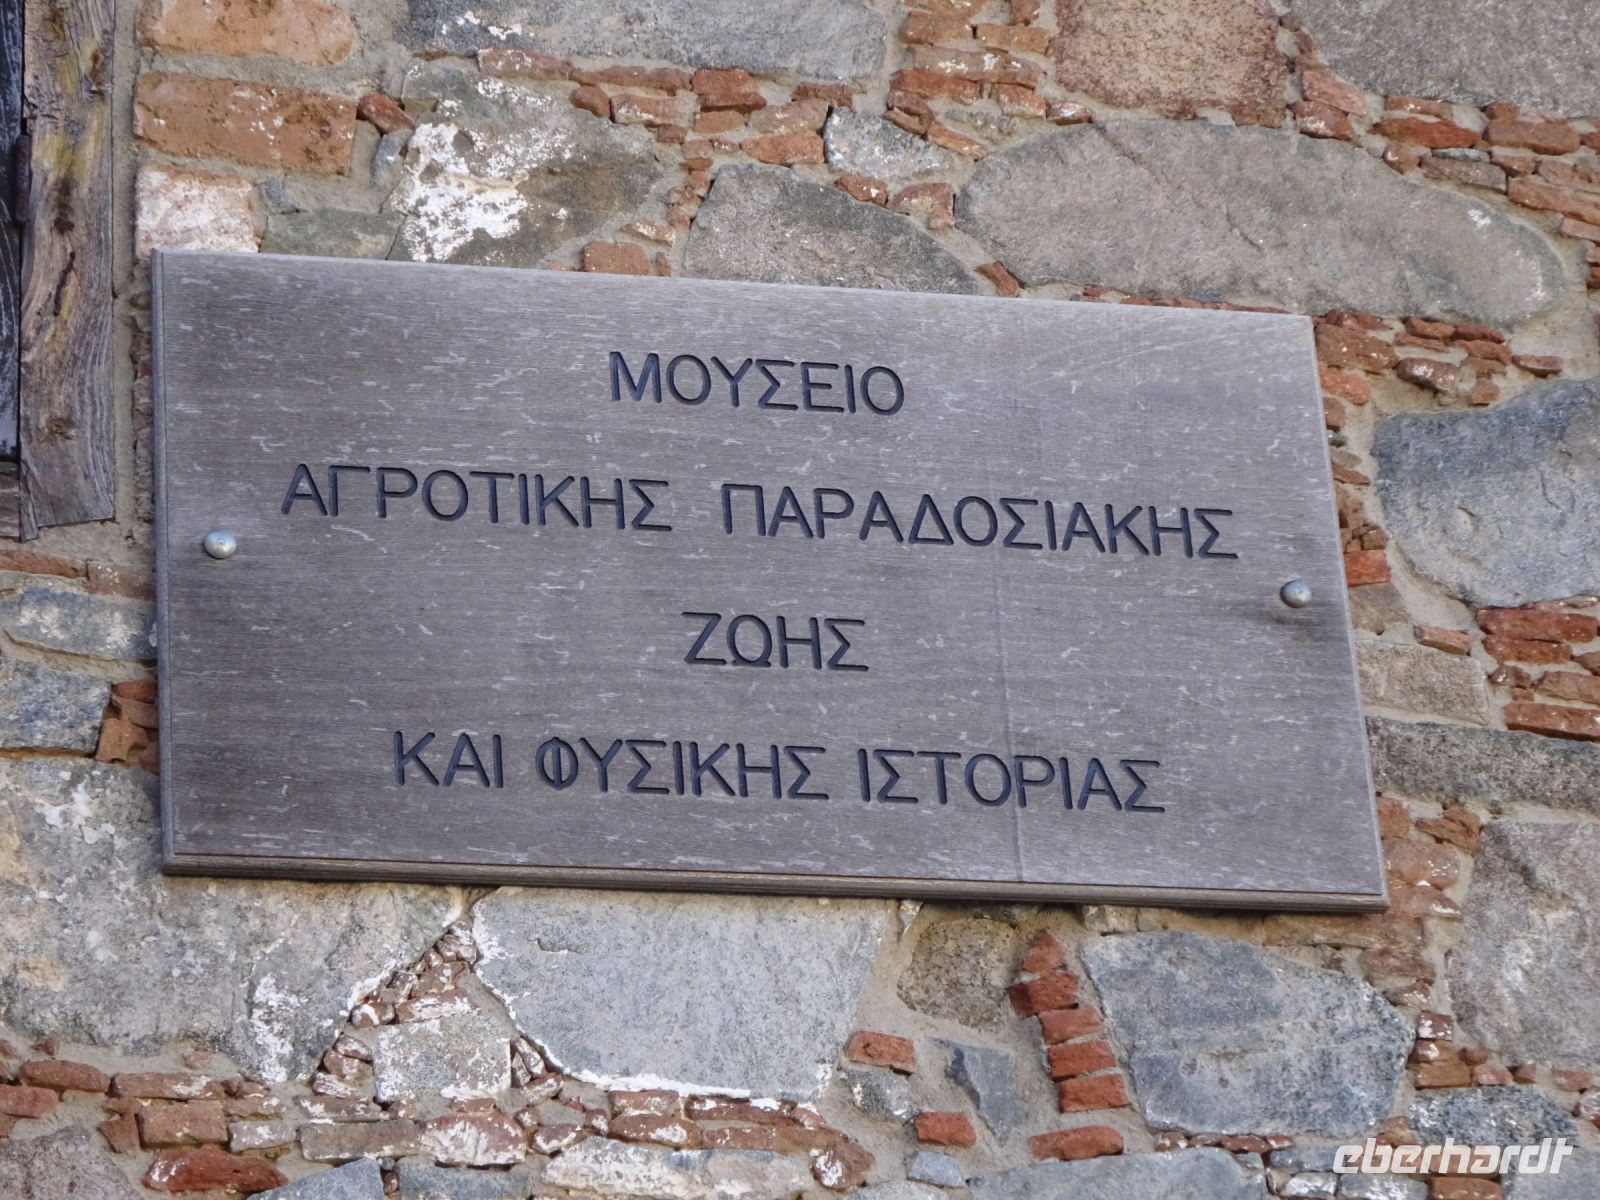 ΜΟΥΣΕΙΟ
ΑΓΡΟΤΙΚΗΣ ΠΑΡΑΔΟΣΙΑΚΗΣ
ΖΩΗΣ
ΚΑΙ ΦΥΣΙΚΗΣ ΙΣΤΟΡΙΑΣ
eberhardt